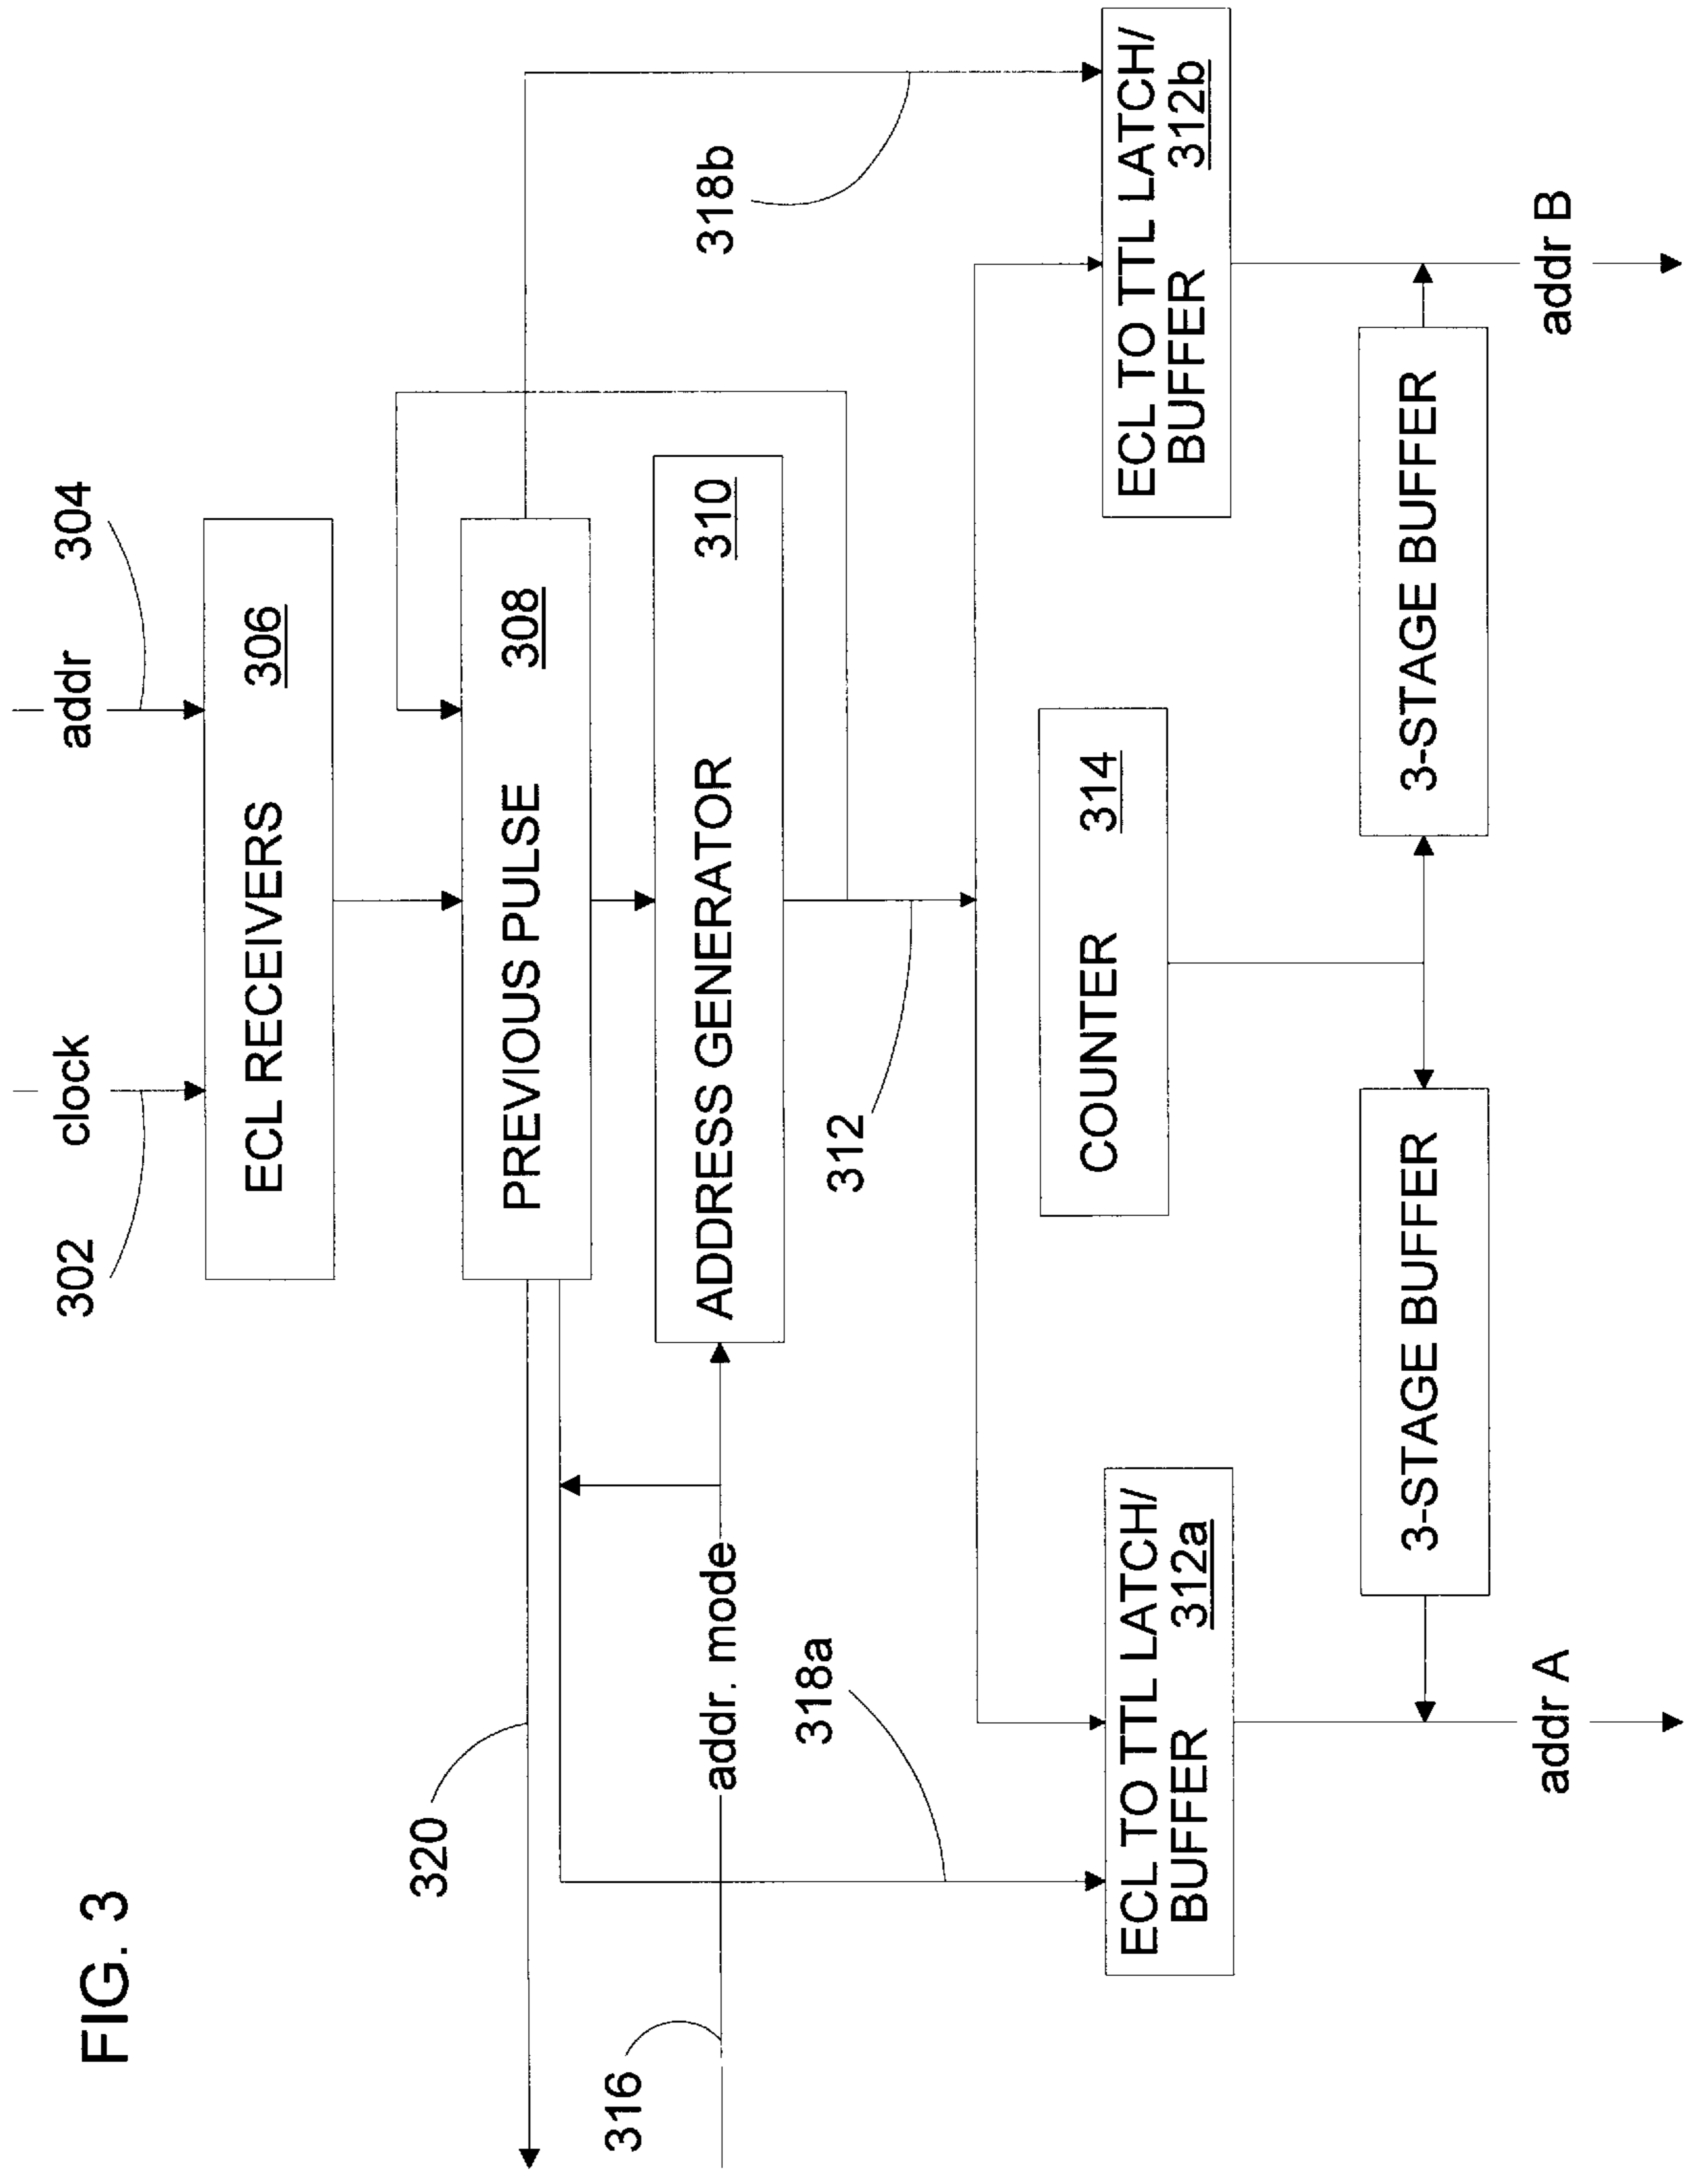 FIG. 3
302
clock
addr
304
ECL RECEIVERS 306
320
PREVIOUS PULSE 308
318b
316
addr. mode
ADDRESS GENERATOR 310
318a
312
ECL TO TTL LATCH/
BUFFER 312a
COUNTER 314
ECL TO TTL LATCH/
BUFFER 312b
3-STAGE BUFFER
3-STAGE BUFFER
addr A
addr B